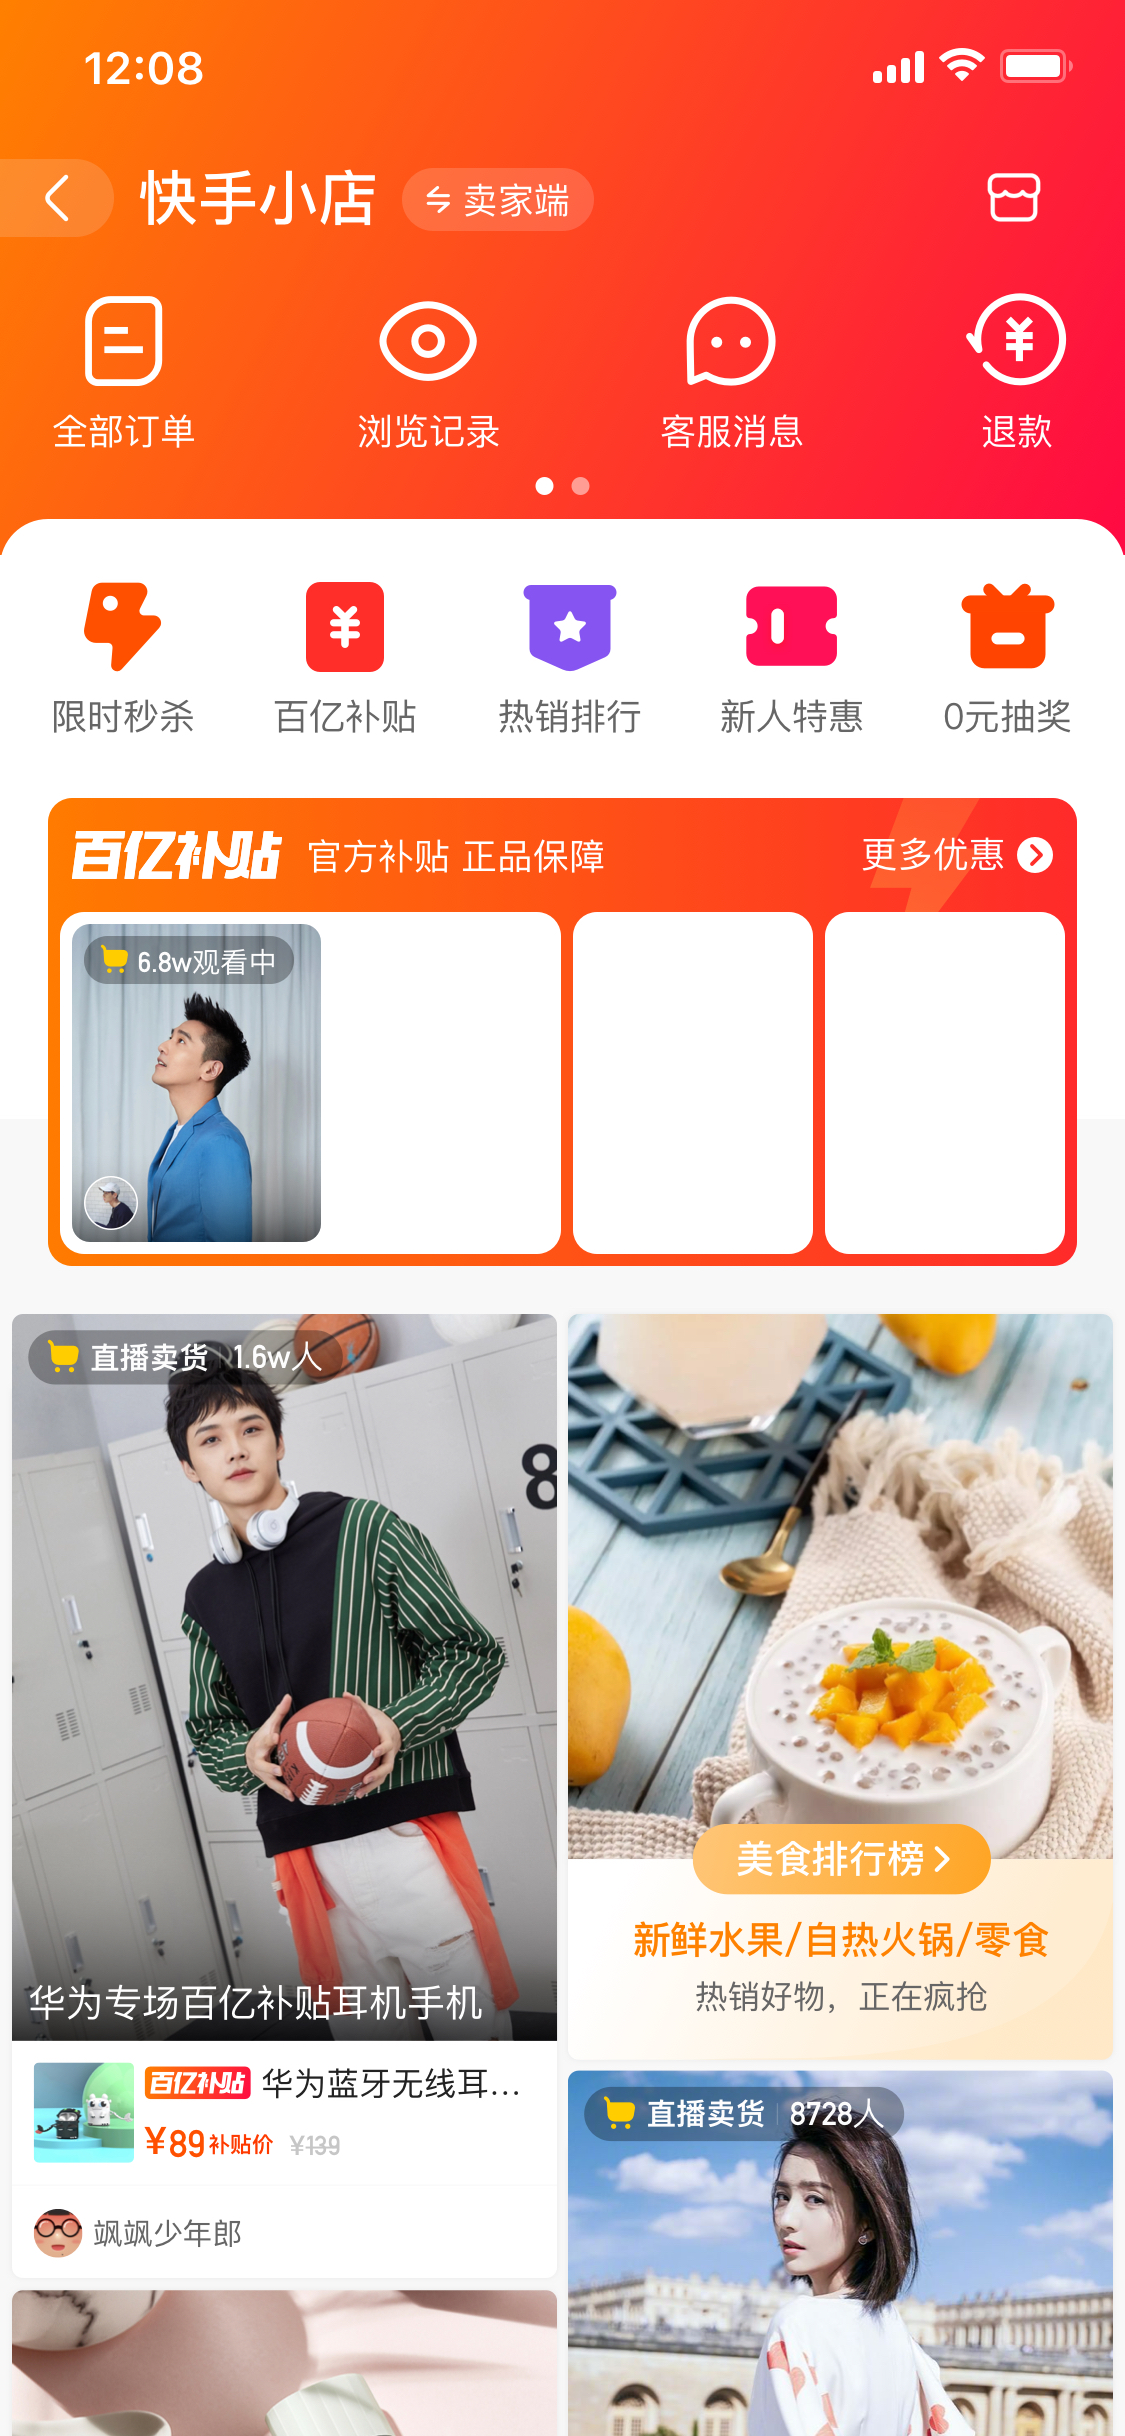 12:08
快手小店
卖家端
全部订单
浏览记录
客服消息
退款
限时秒杀
百亿补贴
热销排行
新人特惠
0元抽奖
百亿补贴 官方补贴 正品保障
更多优惠
6.8w观看中
直播卖货 1.6w人
8
华为专场百亿补贴耳机手机
百亿补贴 华为蓝牙无线耳...
¥89补贴价 ¥139
飒飒少年郎
美食排行榜
新鲜水果/自热火锅/零食
热销好物，正在疯抢
直播卖货 8728人